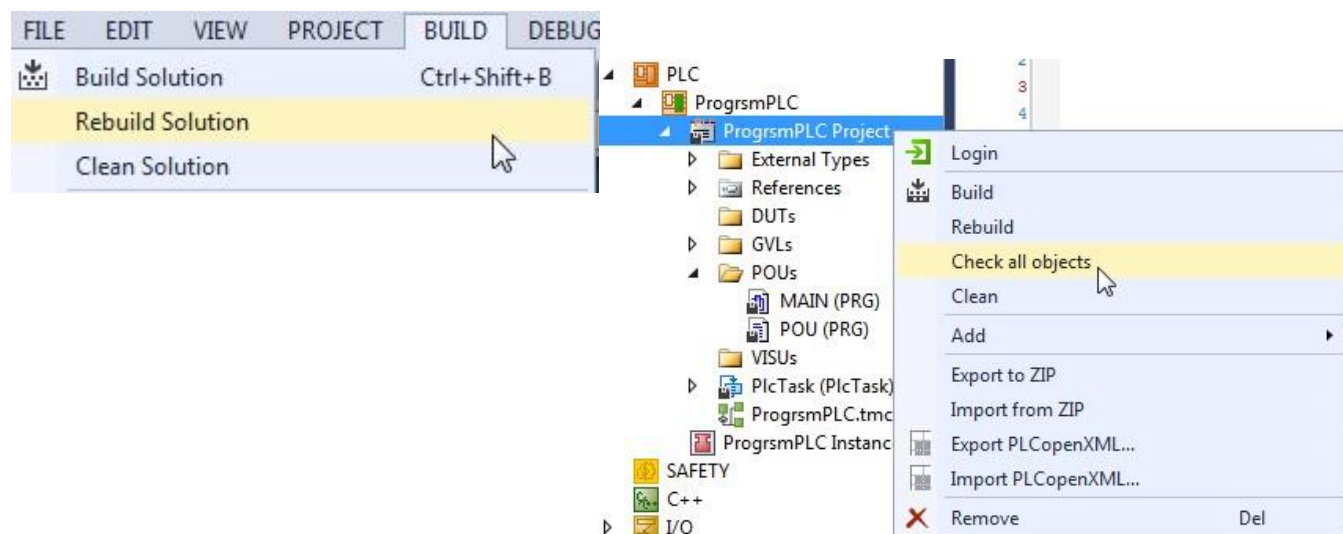 FILE EDIT VIEW PROJECT BUILD DEBUG
Build Solution Ctrl+Shift+B
Rebuild Solution
Clean Solution
PLC
ProgrsmPLC
ProgrsmPLC Project
External Types
References
DUTs
GVLs
POUs
MAIN (PRG)
POU (PRG)
VISUs
PlcTask (PlcTask)
ProgrsmPLC.tmc
ProgrsmPLC Instanc
SAFETY
C++
I/O
2
3
4
Login
Build
Rebuild
Check all objects
Clean
Add
Export to ZIP
Import from ZIP
Export PLCopenXML...
Import PLCopenXML...
Remove Del